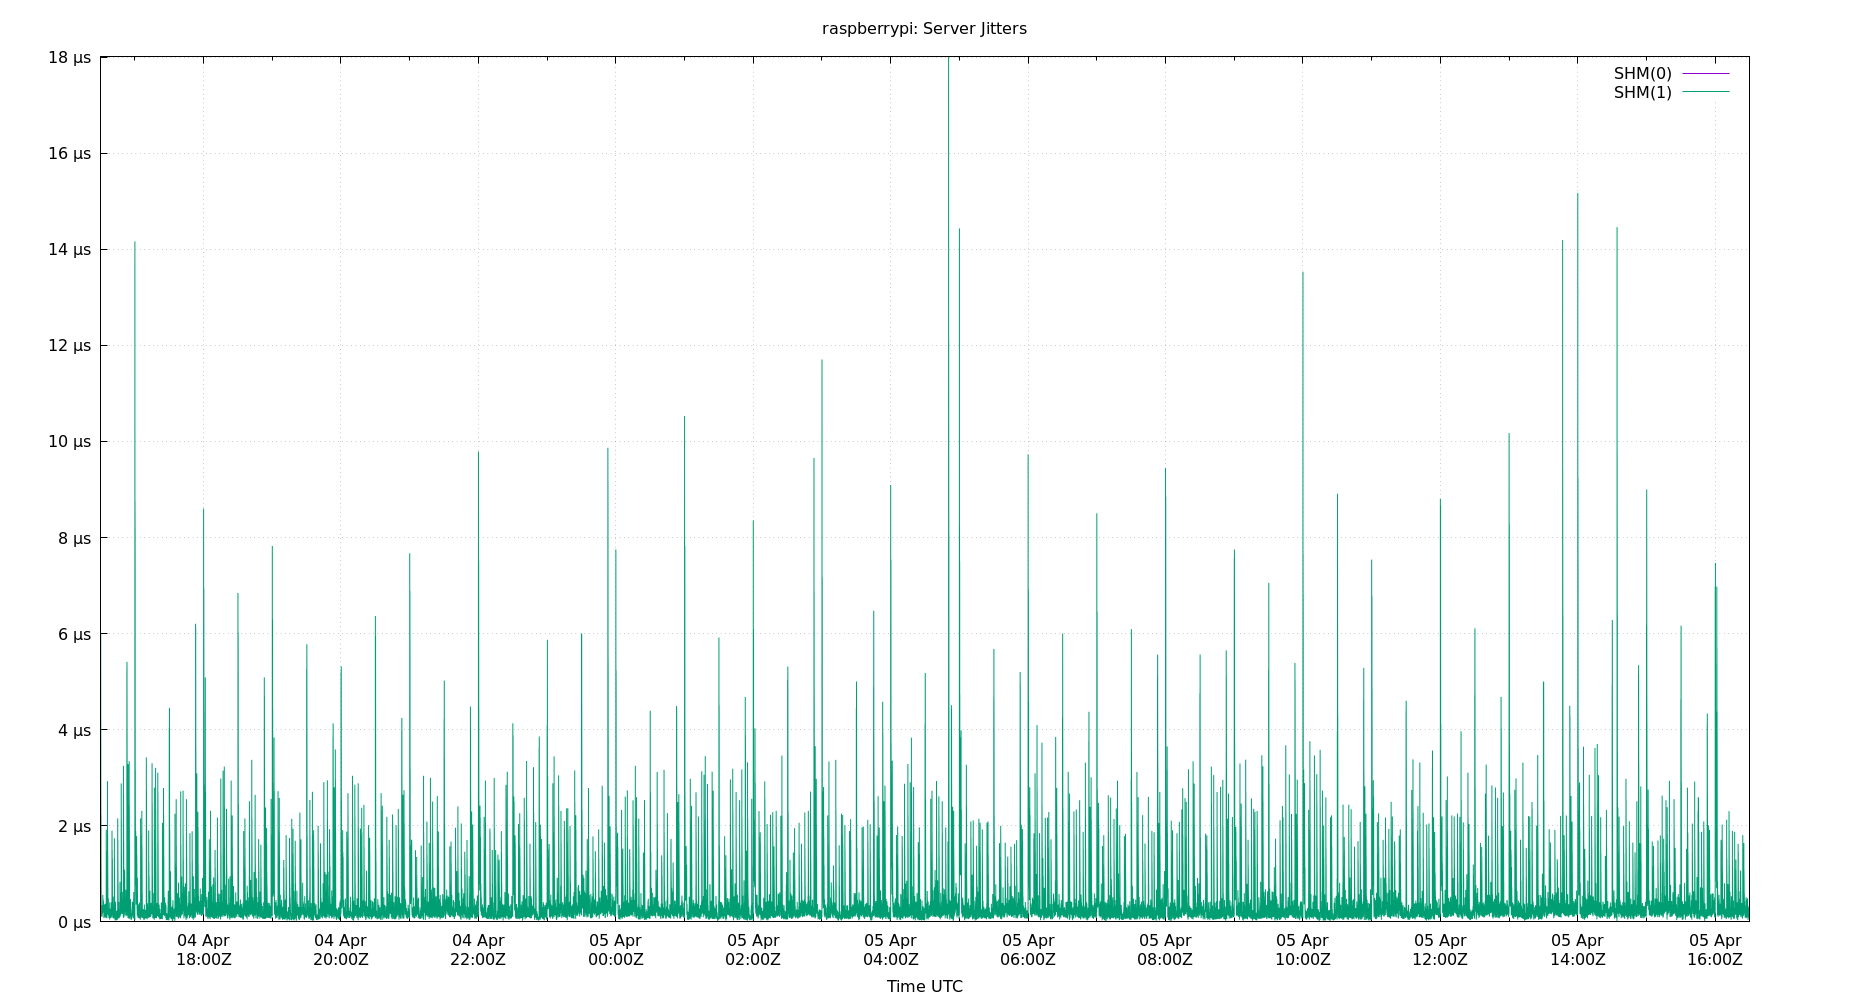 raspberrypi: Server Jitters
18 µs
SHM(0)
SHM(1)
16 µs
14 µs
12 µs
10 µs
8 µs
6 µs
4 µs
2 µs
0 µs
04 Apr 04 Apr 04 Apr 05 Apr 05 Apr 05 Apr 05 Apr 05 Apr 05 Apr 05 Apr 05 Apr 05 Apr
18:00Z 20:00Z 22:00Z 00:00Z 02:00Z 04:00Z 06:00Z 08:00Z 10:00Z 12:00Z 14:00Z 16:00Z
Time UTC